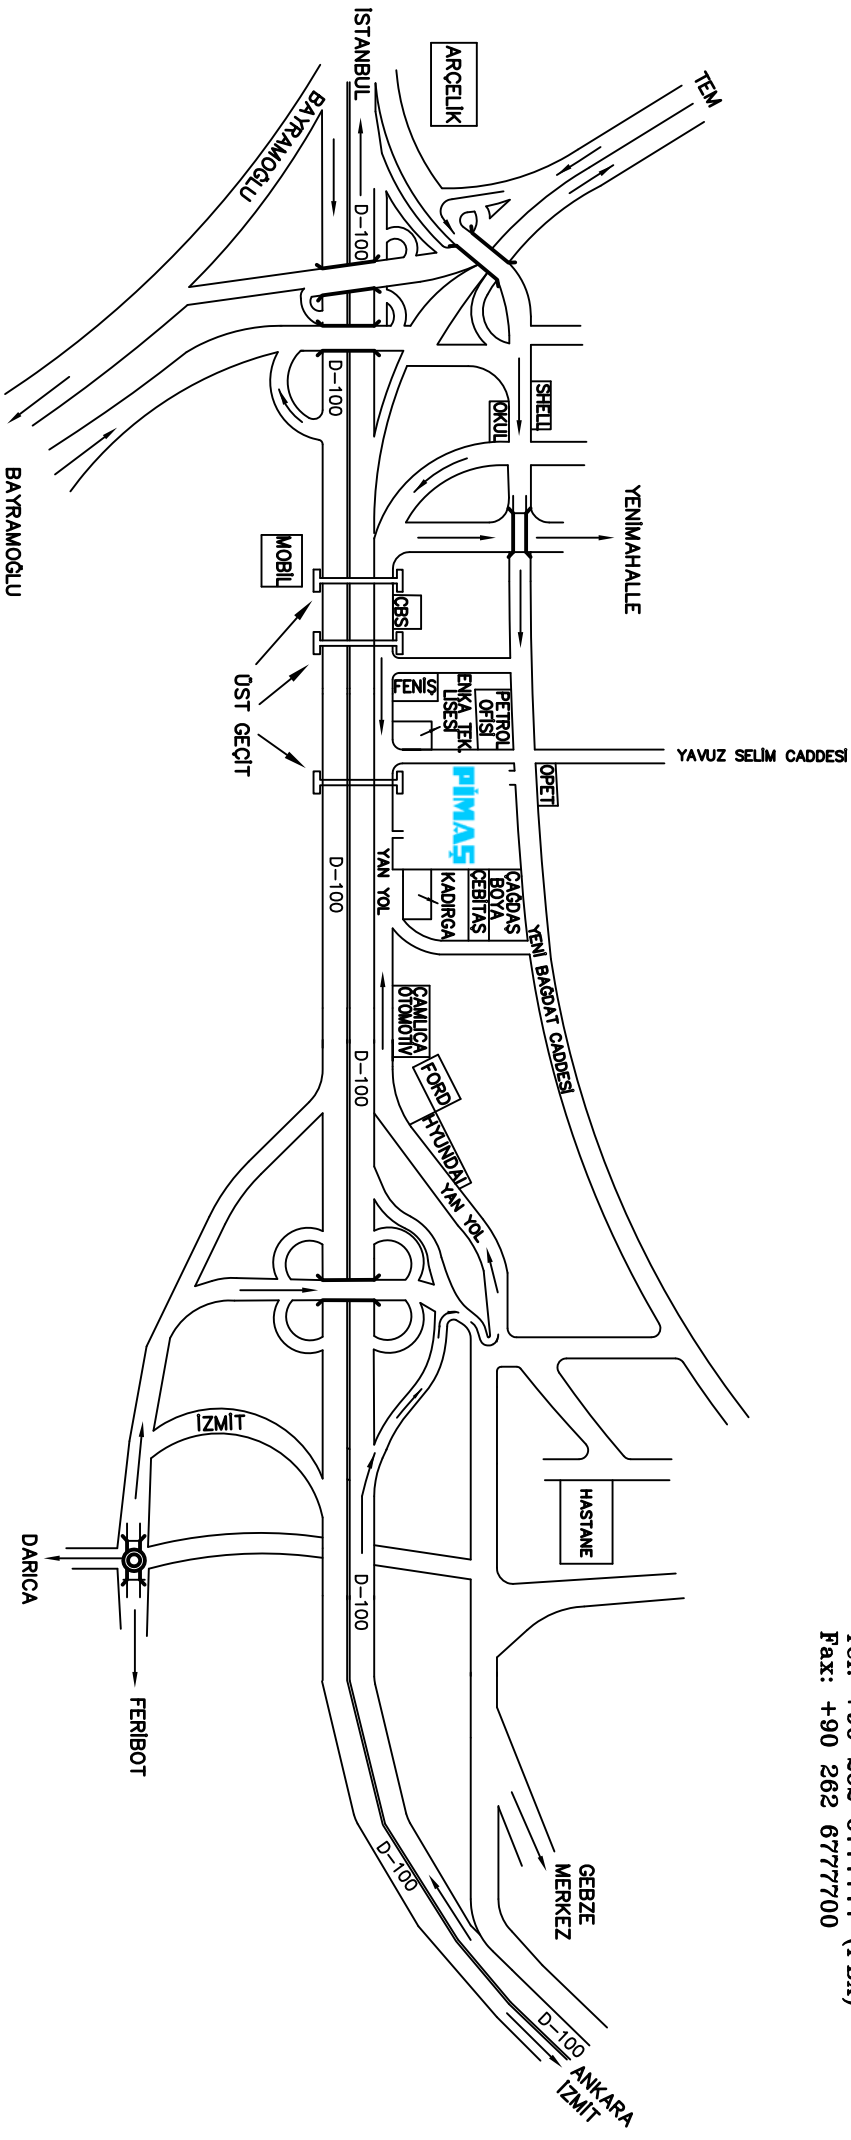 İSTANBUL
ARÇELİK
TEM
BAYRAMOĞLU
D-100
D-100
BAYRAMOĞLU
SHELL
OKUL
YENİMAHALLE
MOBİL
CBS
ÜST GEÇİT
FENİŞ
ENKA TEK.
LİSESİ
PETROL
OFİSİ
YAVUZ SELİM CADDESİ
OPET
PİMAŞ
D-100
YAN YOL
KADIRGA
ÇEBİTAŞ
ÇAĞDAŞ
BOYA
YENİ BAĞDAT CADDESİ
ÇAMLICA
OTOMOTİV
D-100
FORD
HYUNDAI
YAN YOL
İZMİT
HASTANE
DARICA
FERİBOT
D-100
GEBZE
MERKEZ
D-100
D-100
ANKARA
İZMİT
Fax: +90 262 6777700